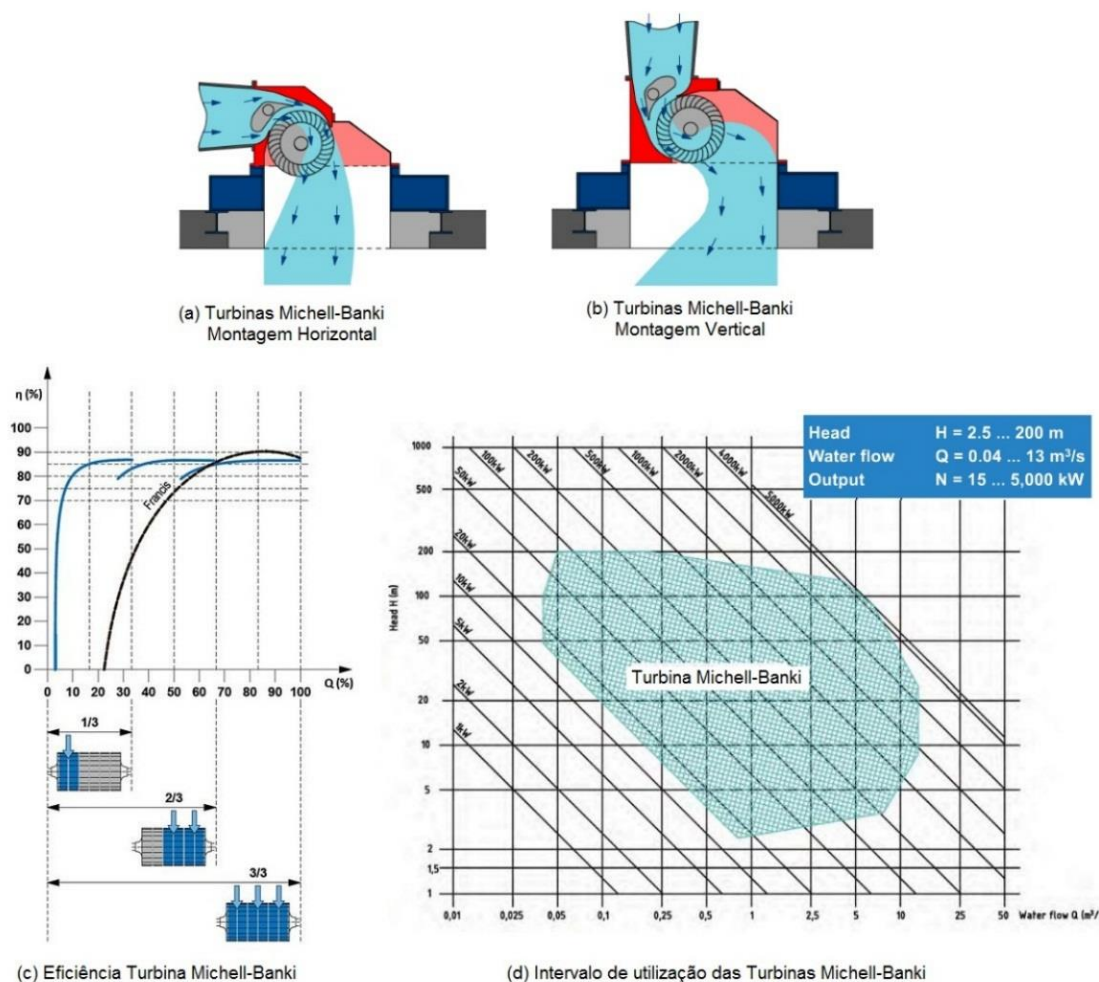 (a) Turbinas Michell-Banki
Montagem Horizontal
(b) Turbinas Michell-Banki
Montagem Vertical
η (%)
100
90
80
70
60
50
40
30
20
10
0
Francis
0 10 20 30 40 50 60 70 80 90 100
Q (%)
1/3
2/3
3/3
(c) Eficiência Turbina Michell-Banki
Head H = 2.5 ... 200 m
Water flow Q = 0.04 ... 13 m³/s
Output N = 15 ... 5,000 kW
Head H (m)
1000
500
200
100
50
20
10
5
2
1,5
1
50kW
100kW
200kW
500kW
1000kW
2000kW
4000kW
5000kW
20kW
10kW
5kW
2kW
1kW
Turbina Michell-Banki
0,01 0,025 0,05 0,1 0,25 0,5 1 2,5 5 10 25 50
Water flow Q (m³/
(d) Intervalo de utilização das Turbinas Michell-Banki